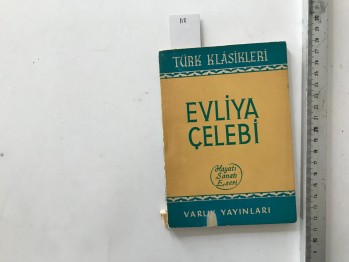 TÜRK KLÂSİKLERİ
EVLİYA
ÇELEBİ
Hayatı
Sanatı
Eseri
VARLIK YAYINLARI